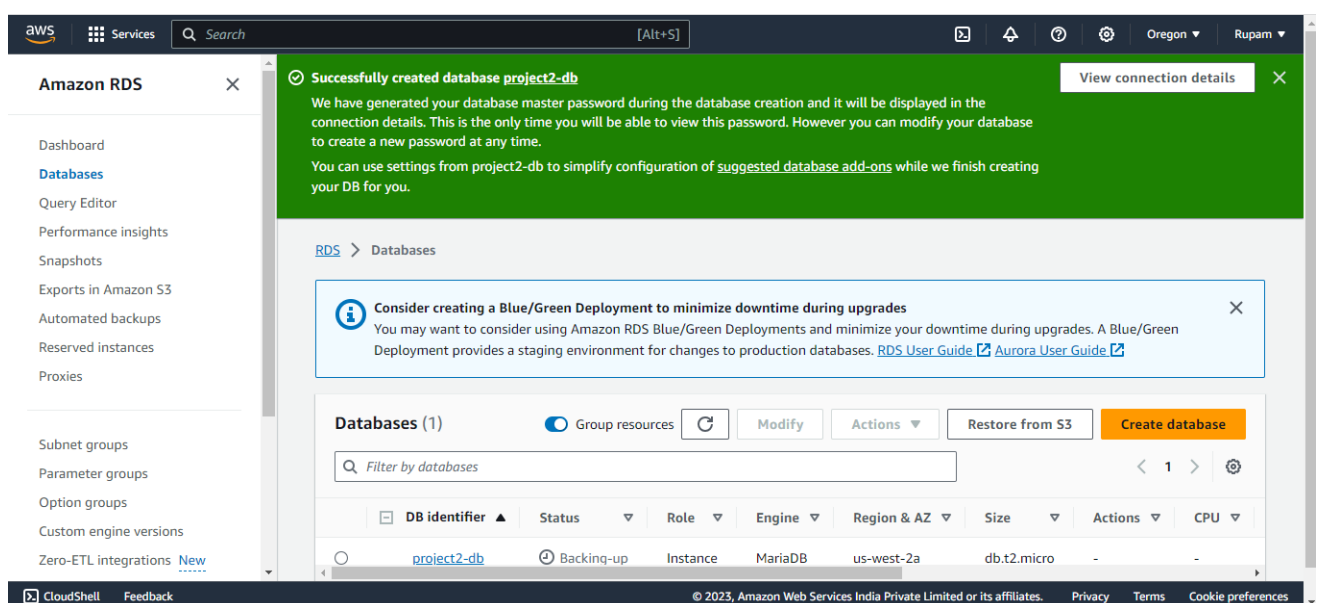 aws Services Search [Alt+S] Oregon ▼ Rupam ▼
Amazon RDS
Dashboard
Databases
Query Editor
Performance insights
Snapshots
Exports in Amazon S3
Automated backups
Reserved instances
Proxies
Subnet groups
Parameter groups
Option groups
Custom engine versions
Zero-ETL integrations New
Successfully created database project2-db
View connection details
We have generated your database master password during the database creation and it will be displayed in the
connection details. This is the only time you will be able to view this password. However you can modify your database
to create a new password at any time.
You can use settings from project2-db to simplify configuration of suggested database add-ons while we finish creating
your DB for you.
RDS > Databases
Consider creating a Blue/Green Deployment to minimize downtime during upgrades
You may want to consider using Amazon RDS Blue/Green Deployments and minimize your downtime during upgrades. A Blue/Green
Deployment provides a staging environment for changes to production databases. RDS User Guide Aurora User Guide
Databases (1) Group resources Modify Actions ▼ Restore from S3 Create database
Filter by databases < 1 >
DB identifier Status Role Engine Region & AZ Size Actions CPU
project2-db Backing-up Instance MariaDB us-west-2a db.t2.micro - -
CloudShell Feedback © 2023, Amazon Web Services India Private Limited or its affiliates. Privacy Terms Cookie preferences